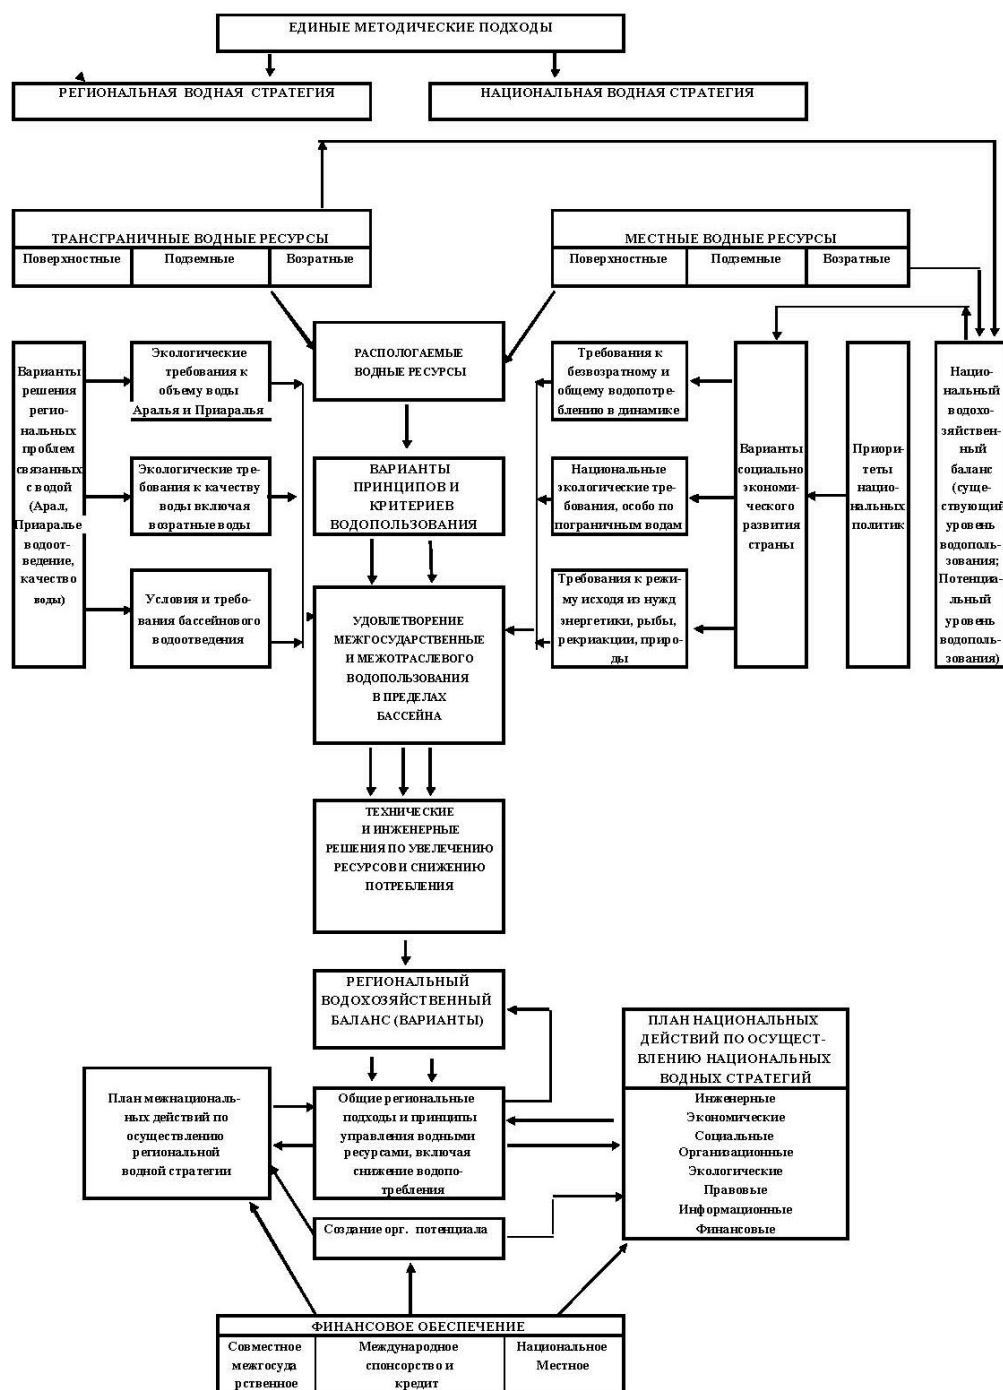 ЕДИНЫЕ МЕТОДИЧЕСКИЕ ПОДХОДЫ
РЕГИОНАЛЬНАЯ ВОДНАЯ СТРАТЕГИЯ
НАЦИОНАЛЬНАЯ ВОДНАЯ СТРАТЕГИЯ
ТРАНСГРАНИЧНЫЕ ВОДНЫЕ РЕСУРСЫ
Поверхностные
Подземные
Возратные
МЕСТНЫЕ ВОДНЫЕ РЕСУРСЫ
Поверхностные
Подземные
Возратные
Варианты
решения
регио-
нальных
проблем
связанных
с водой
(Арал,
Приаралье
водоот-
ведение,
качество
воды)
Экологические
требования к
объему воды
Аралья и Приаралья
Экологические тре-
бования к качеству
воды включая
возратные воды
Условия и требо-
вания бассейнового
водоотведения
РАСПОЛОГАЕМЫЕ
ВОДНЫЕ РЕСУРСЫ
ВАРИАНТЫ
ПРИНЦИПОВ И
КРИТЕРИЕВ
ВОДОПОЛЬЗОВАНИЯ
УДОВЛЕТВОРЕНИЕ
МЕЖГОСУДАРСТВЕННЫЕ
И МЕЖОТРАСЛЕВОГО
ВОДОПОЛЬЗОВАНИЯ
В ПРЕДЕЛАХ
БАССЕЙНА
Требования к
безвозратному и
общему водопотре-
блению в динамике
Национальные
экологические тре-
бования, особо по
пограничным водам
Требования к режи-
му исходя из нужд
энергетики, рыбы,
рекриакции, приро-
ды
Варианты
социально
экономи-
ческого
развития
страны
Приори-
теты
нацио-
нальных
политик
Нацио-
нальный
водохо-
зяйствен-
ный
баланс
(суще-
ствующий
уровень
водополь-
зования;
Потенциа-
льный
уровень
водополь-
зования)
ТЕХНИЧЕСКИЕ
И ИНЖЕНЕРНЫЕ
РЕШЕНИЯ ПО УВЕЛЕЧЕНИЮ
РЕСУРСОВ И СНИЖЕНИЮ
ПОТРЕБЛЕНИЯ
РЕГИОНАЛЬНЫЙ
ВОДОХОЗЯЙСТВЕННЫЙ
БАЛАНС (ВАРИАНТЫ)
План межнациональ-
ных действий по
осуществлению
региональной
водной стратегии
Общие региональные
подходы и принципы
управления водными
ресурсами, включая
снижение водопо-
требления
Создание орг. потенциала
ПЛАН НАЦИОНАЛЬНЫХ
ДЕЙСТВИЙ ПО ОСУЩЕСТ-
ВЛЕНИЮ НАЦИОНАЛЬНЫХ
ВОДНЫХ СТРАТЕГИЙ
Инженерные
Экономические
Социальные
Организационные
Экологические
Правовые
Информационные
Финансовые
ФИНАНСОВОЕ ОБЕСПЕЧЕНИЕ
Совместное
межгосуда
рственное
Международное
спонсорство и
кредит
Национальное
Местное